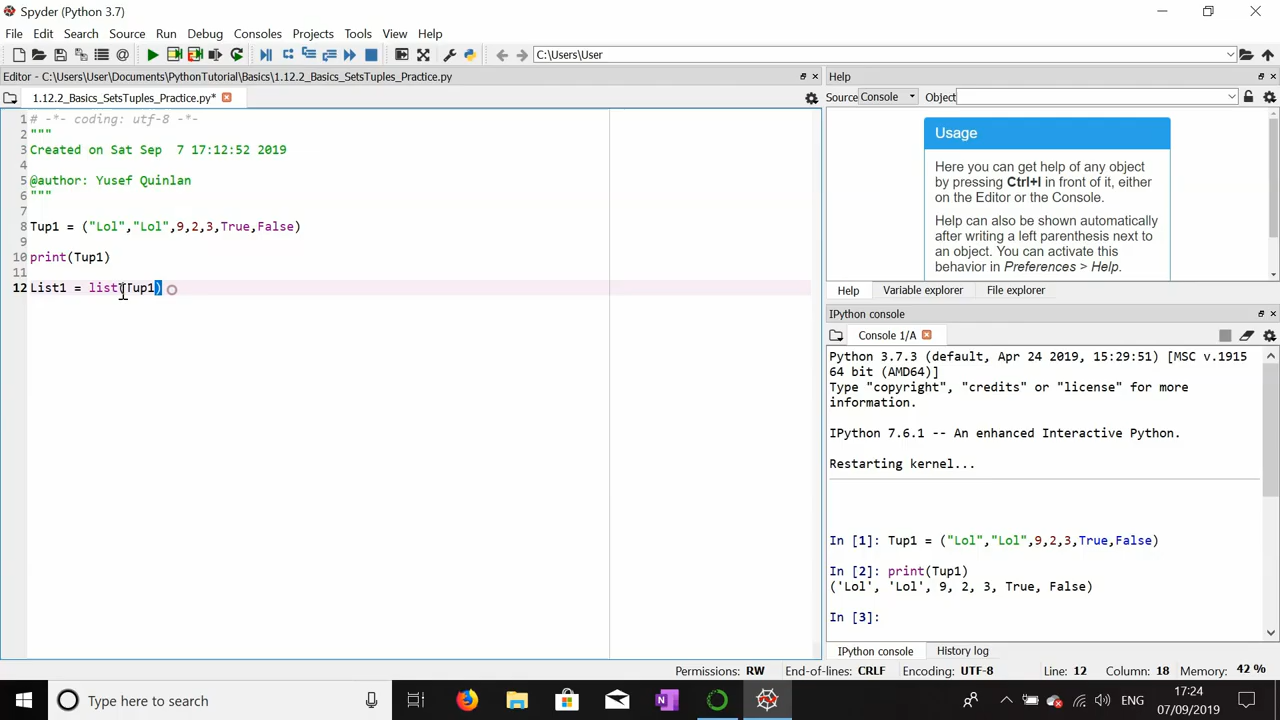 Spyder (Python 3.7)
File Edit Search Source Run Debug Consoles Projects Tools View Help
C:\Users\User
Editor - C:\Users\User\Documents\PythonTutorial\Basics\1.12.2_Basics_SetsTuples_Practice.py
1.12.2_Basics_SetsTuples_Practice.py*
1 # -*- coding: utf-8 -*-
2 """
3 Created on Sat Sep  7 17:12:52 2019
4
5 @author: Yusef Quinlan
6 """
7
8 Tup1 = ("Lol","Lol",9,2,3,True,False)
9
10 print(Tup1)
11
12 List1 = list(Tup1)
Help
Source Console Object
Usage
Here you can get help of any object
by pressing Ctrl+I in front of it, either
on the Editor or the Console.
Help can also be shown automatically
after writing a left parenthesis next to
an object. You can activate this
behavior in Preferences > Help.
Help Variable explorer File explorer
IPython console
Console 1/A
Python 3.7.3 (default, Apr 24 2019, 15:29:51) [MSC v.1915
64 bit (AMD64)]
Type "copyright", "credits" or "license" for more
information.
IPython 7.6.1 -- An enhanced Interactive Python.
Restarting kernel...
In [1]: Tup1 = ("Lol","Lol",9,2,3,True,False)
In [2]: print(Tup1)
('Lol', 'Lol', 9, 2, 3, True, False)
In [3]:
IPython console History log
Permissions: RW End-of-lines: CRLF Encoding: UTF-8 Line: 12 Column: 18 Memory: 42 %
Type here to search
ENG
17:24
07/09/2019